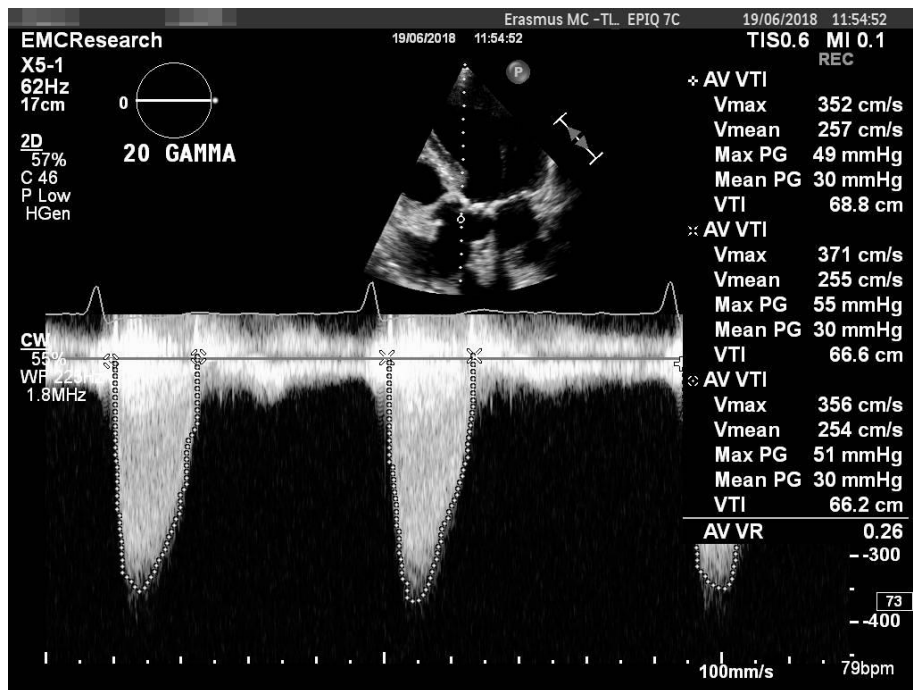 Erasmus MC -TL. EPIQ 7C 19/06/2018 11:54:52
EMCResearch 19/06/2018 11:54:52 TIS0.6 MI 0.1
REC
X5-1
62Hz
17cm
0
P
20 GAMMA
2D
57%
C 46
P Low
HGen
AV VTI
Vmax 352 cm/s
Vmean 257 cm/s
Max PG 49 mmHg
Mean PG 30 mmHg
VTI 68.8 cm
AV VTI
Vmax 371 cm/s
Vmean 255 cm/s
Max PG 55 mmHg
Mean PG 30 mmHg
VTI 66.6 cm
AV VTI
Vmax 356 cm/s
Vmean 254 cm/s
Max PG 51 mmHg
Mean PG 30 mmHg
VTI 66.2 cm
AV VR 0.26
CW
55%
WF 225Hz
1.8MHz
-300
73
-400
100mm/s
79bpm